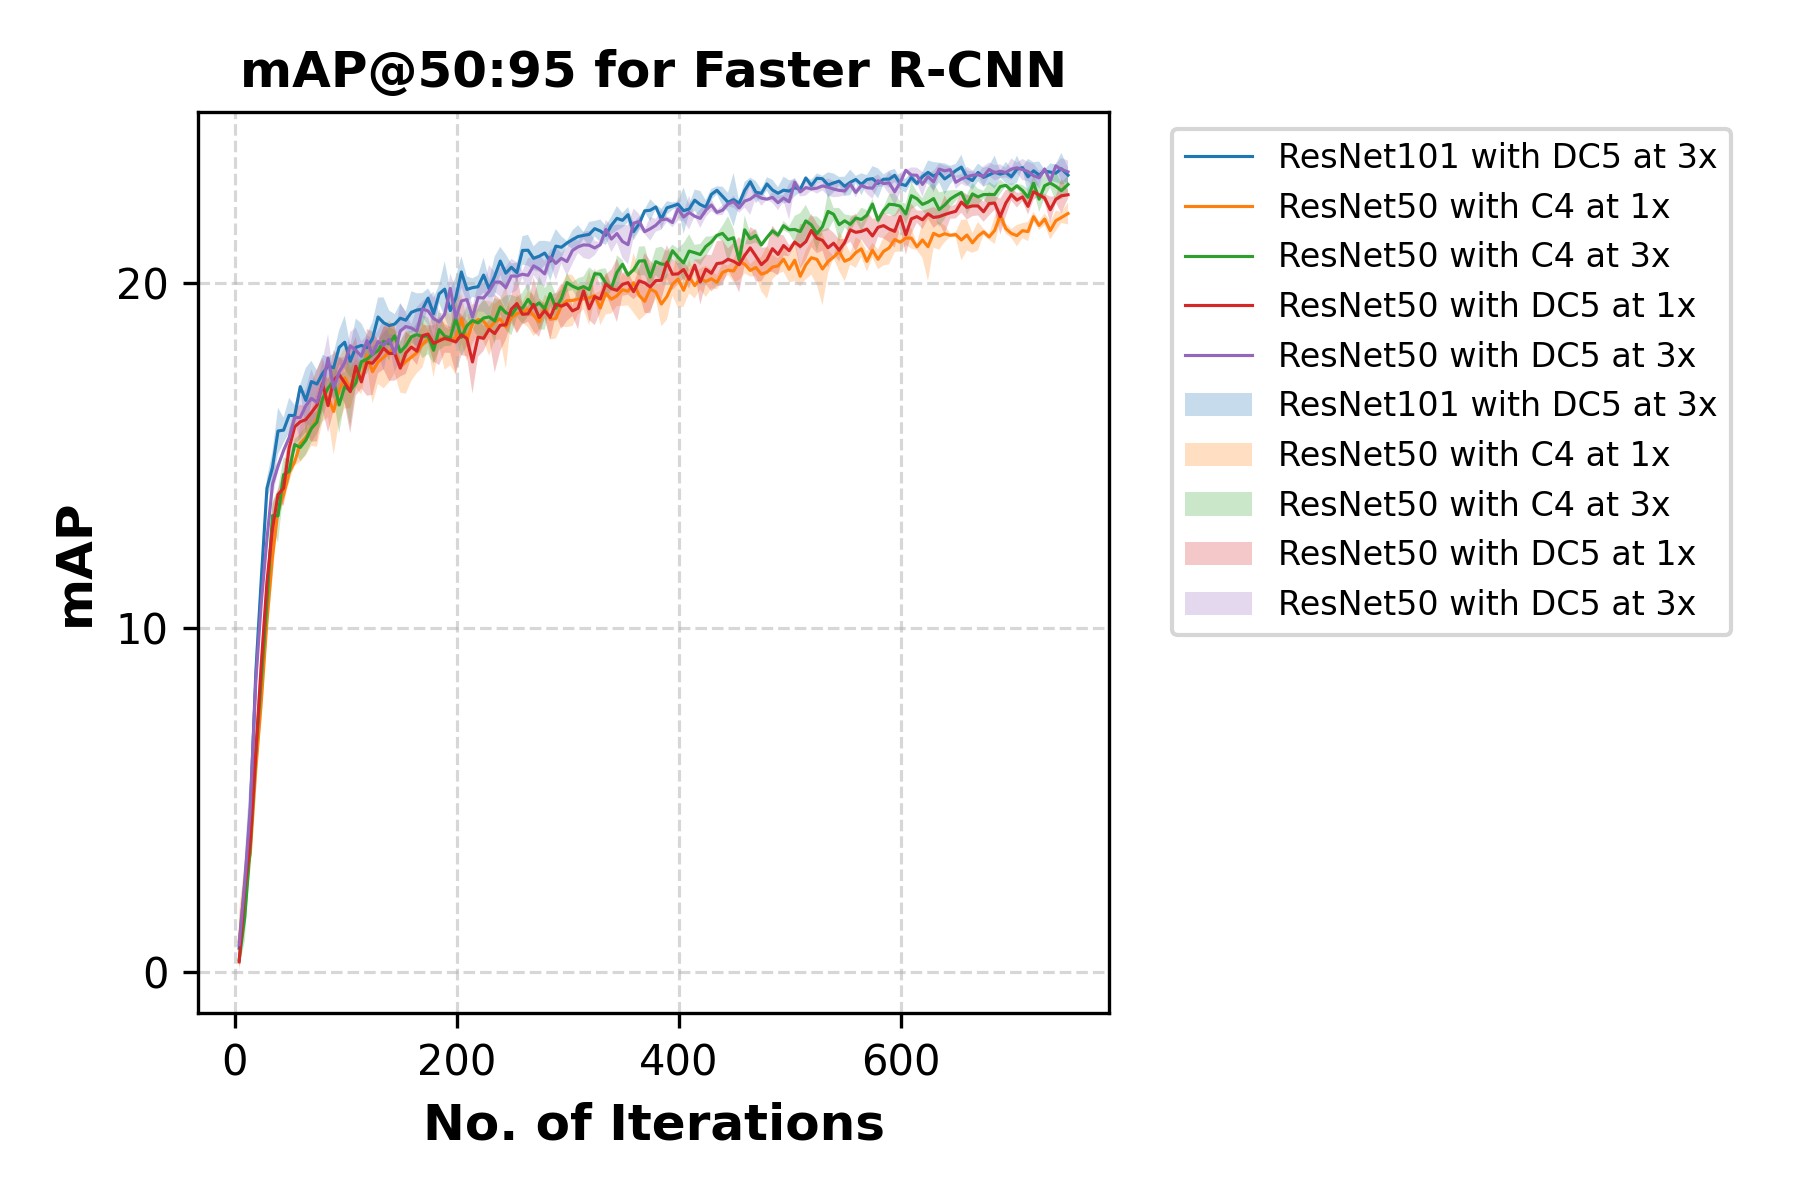 mAP@50:95 for Faster R-CNN
mAP
20
10
0
0 200 400 600
No. of Iterations
ResNet101 with DC5 at 3x
ResNet50 with C4 at 1x
ResNet50 with C4 at 3x
ResNet50 with DC5 at 1x
ResNet50 with DC5 at 3x
ResNet101 with DC5 at 3x
ResNet50 with C4 at 1x
ResNet50 with C4 at 3x
ResNet50 with DC5 at 1x
ResNet50 with DC5 at 3x